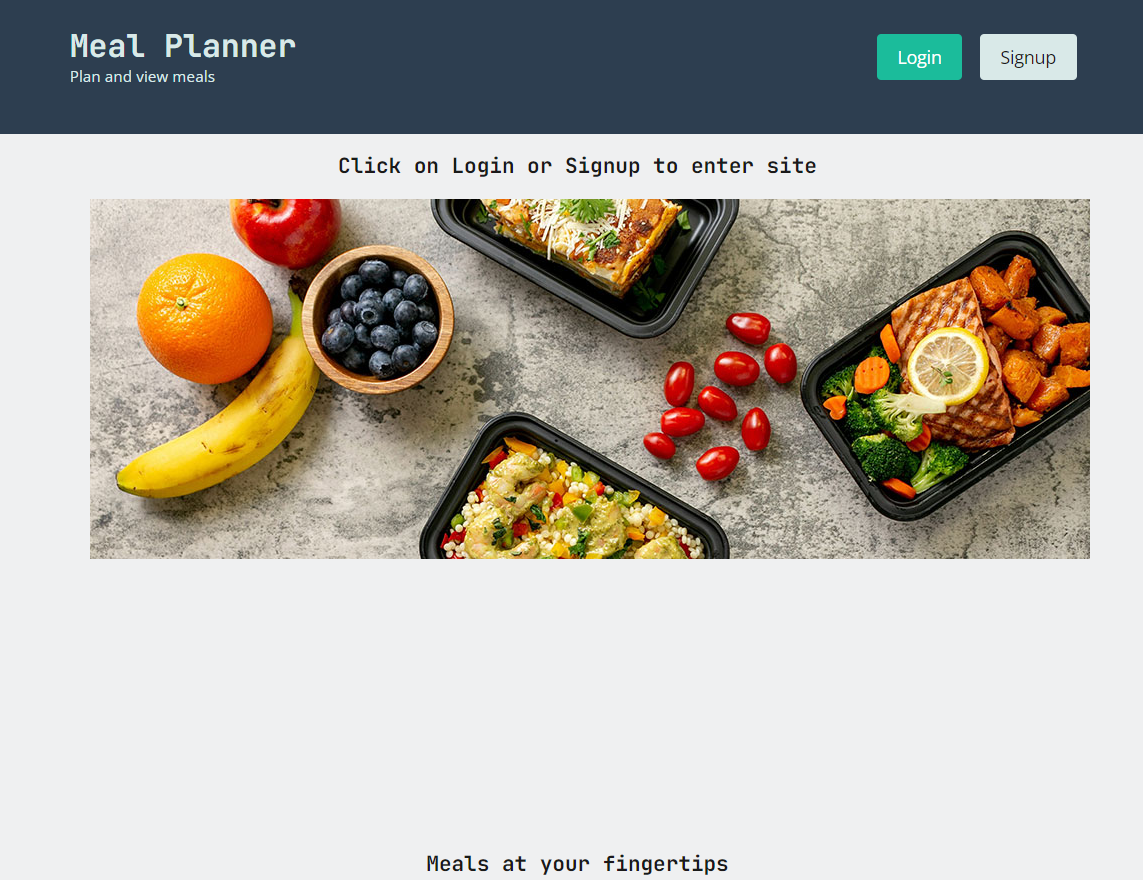 Meal Planner
Plan and view meals
Login
Signup
Click on Login or Signup to enter site
Meals at your fingertips